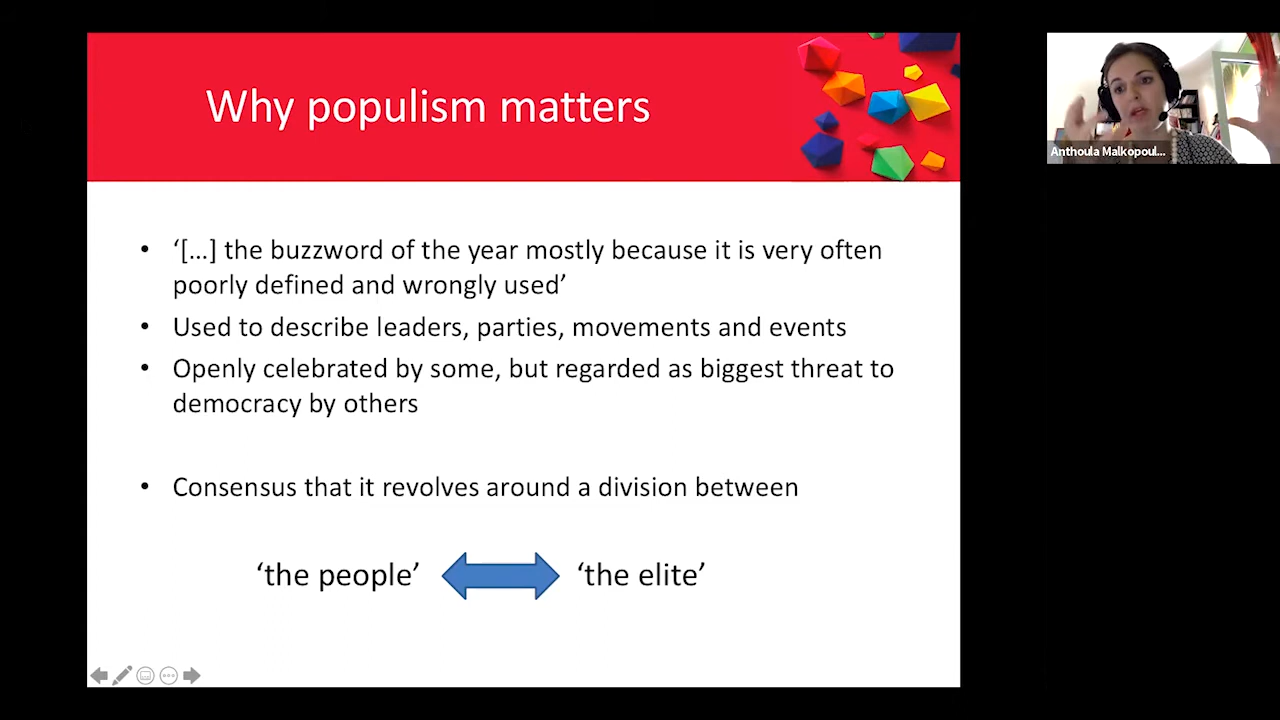 Why populism matters
Anthoula Malkopoul...
• ‘[…] the buzzword of the year mostly because it is very often
poorly defined and wrongly used’
• Used to describe leaders, parties, movements and events
• Openly celebrated by some, but regarded as biggest threat to
democracy by others
• Consensus that it revolves around a division between
‘the people’ ‘the elite’